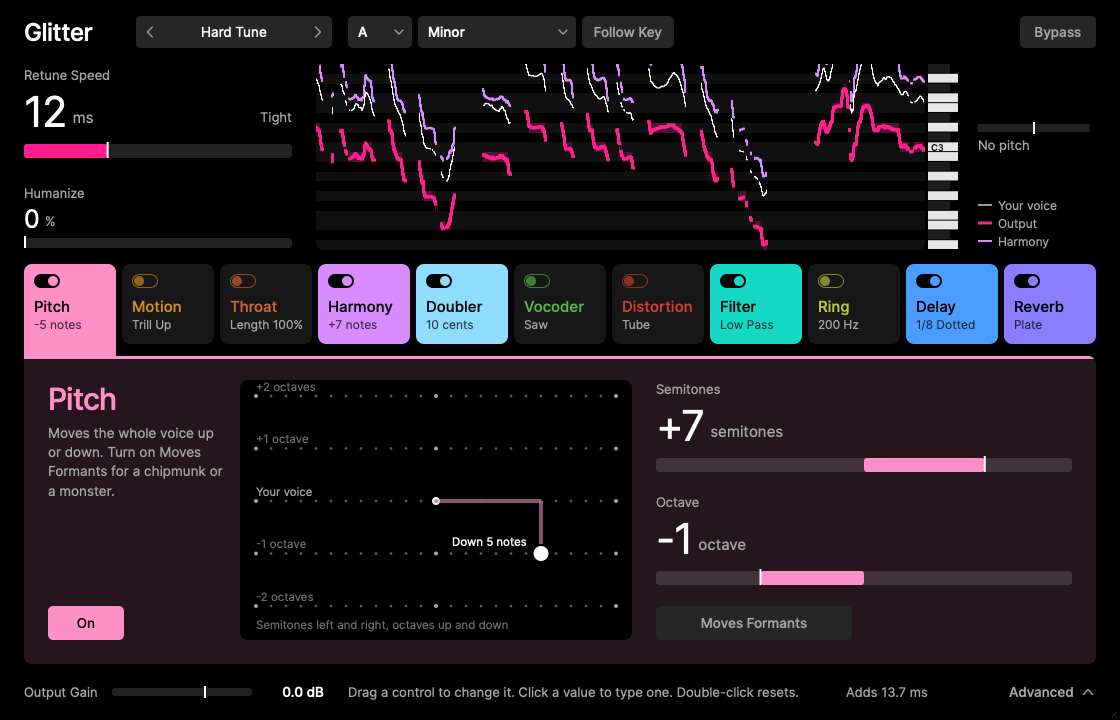 Glitter
Hard Tune
A
Minor
Follow Key
Bypass
Retune Speed
12 ms
Tight
Humanize
0 %
C3
No pitch
Your voice
Output
Harmony
Pitch
-5 notes
Motion
Trill Up
Throat
Length 100%
Harmony
+7 notes
Doubler
10 cents
Vocoder
Saw
Distortion
Tube
Filter
Low Pass
Ring
200 Hz
Delay
1/8 Dotted
Reverb
Plate
Pitch
Moves the whole voice up
or down. Turn on Moves
Formants for a chipmunk or
a monster.
On
+2 octaves
+1 octave
Your voice
-1 octave
Down 5 notes
-2 octaves
Semitones left and right, octaves up and down
Semitones
+7 semitones
Octave
-1 octave
Moves Formants
Output Gain
0.0 dB
Drag a control to change it. Click a value to type one. Double-click resets.
Adds 13.7 ms
Advanced